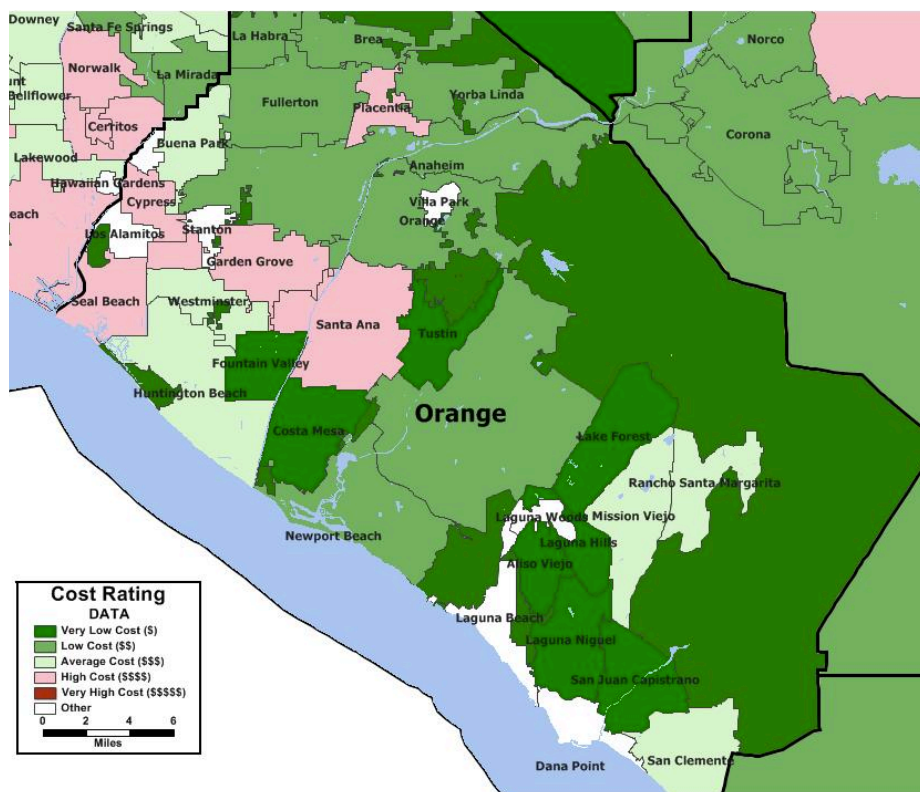 Downey
Santa Fe Springs
La Habra
Brea
Norco
Norwalk
La Mirada
unt
Bellflower
Fullerton
Placentia
Yorba Linda
Cerritos
Corona
Buena Park
Lakewood
Anaheim
Hawaiian Gardens
Cypress
Villa Park
Orange
each
Los Alamitos
Stanton
Garden Grove
Seal Beach
Westminster
Santa Ana
Tustin
Fountain Valley
Huntington Beach
Orange
Costa Mesa
Lake Forest
Rancho Santa Margarita
Laguna Woods
Mission Viejo
Newport Beach
Laguna Hills
Aliso Viejo
Laguna Beach
Laguna Niguel
San Juan Capistrano
San Clemente
Dana Point
Cost Rating
DATA
Very Low Cost ($)
Low Cost ($$)
Average Cost ($$$)
High Cost ($$$$)
Very High Cost ($$$$$)
Other
0 2 4 6
Miles